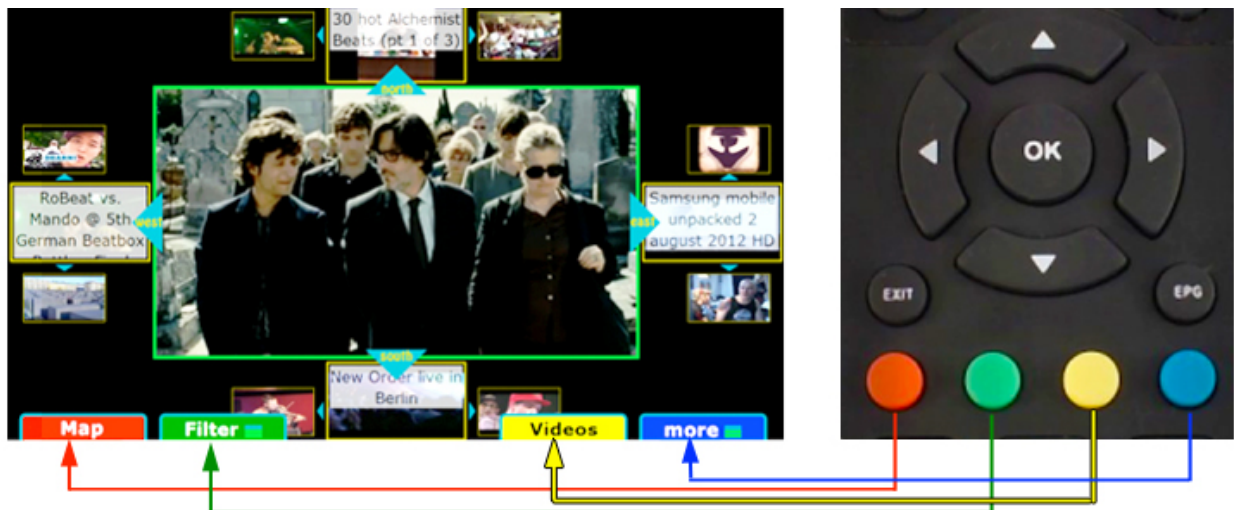 30 hot Alchemist
Beats (pt 1 of 3)
north
RoBeat vs.
Mando @ 5th
German Beatbox
west
east
Samsung mobile
unpacked 2
august 2012 HD
south
New Order live in
Berlin
Map
Filter
Videos
more
OK
EXIT
EPG